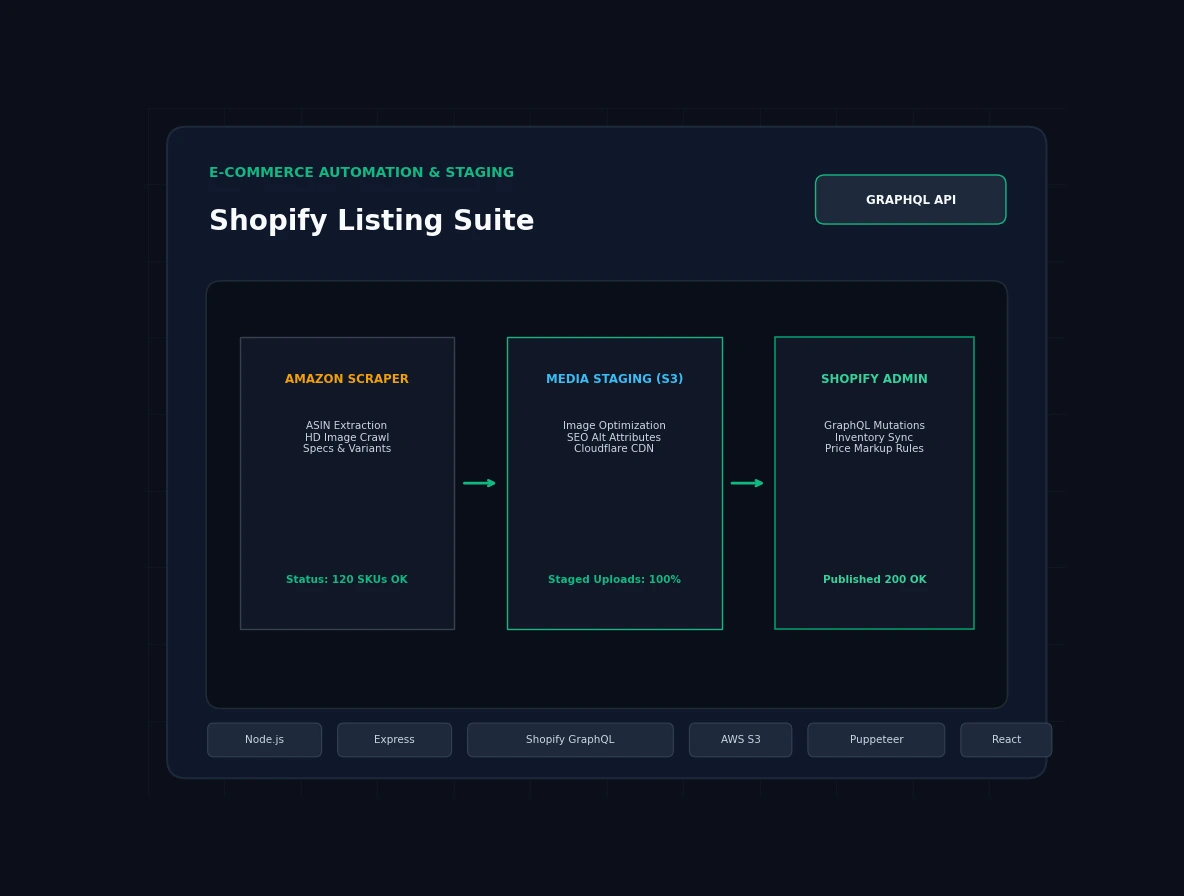 E-COMMERCE AUTOMATION & STAGING
Shopify Listing Suite
GRAPHQL API
AMAZON SCRAPER
ASIN Extraction
HD Image Crawl
Specs & Variants
Status: 120 SKUs OK
MEDIA STAGING (S3)
Image Optimization
SEO Alt Attributes
Cloudflare CDN
Staged Uploads: 100%
SHOPIFY ADMIN
GraphQL Mutations
Inventory Sync
Price Markup Rules
Published 200 OK
Node.js
Express
Shopify GraphQL
AWS S3
Puppeteer
React